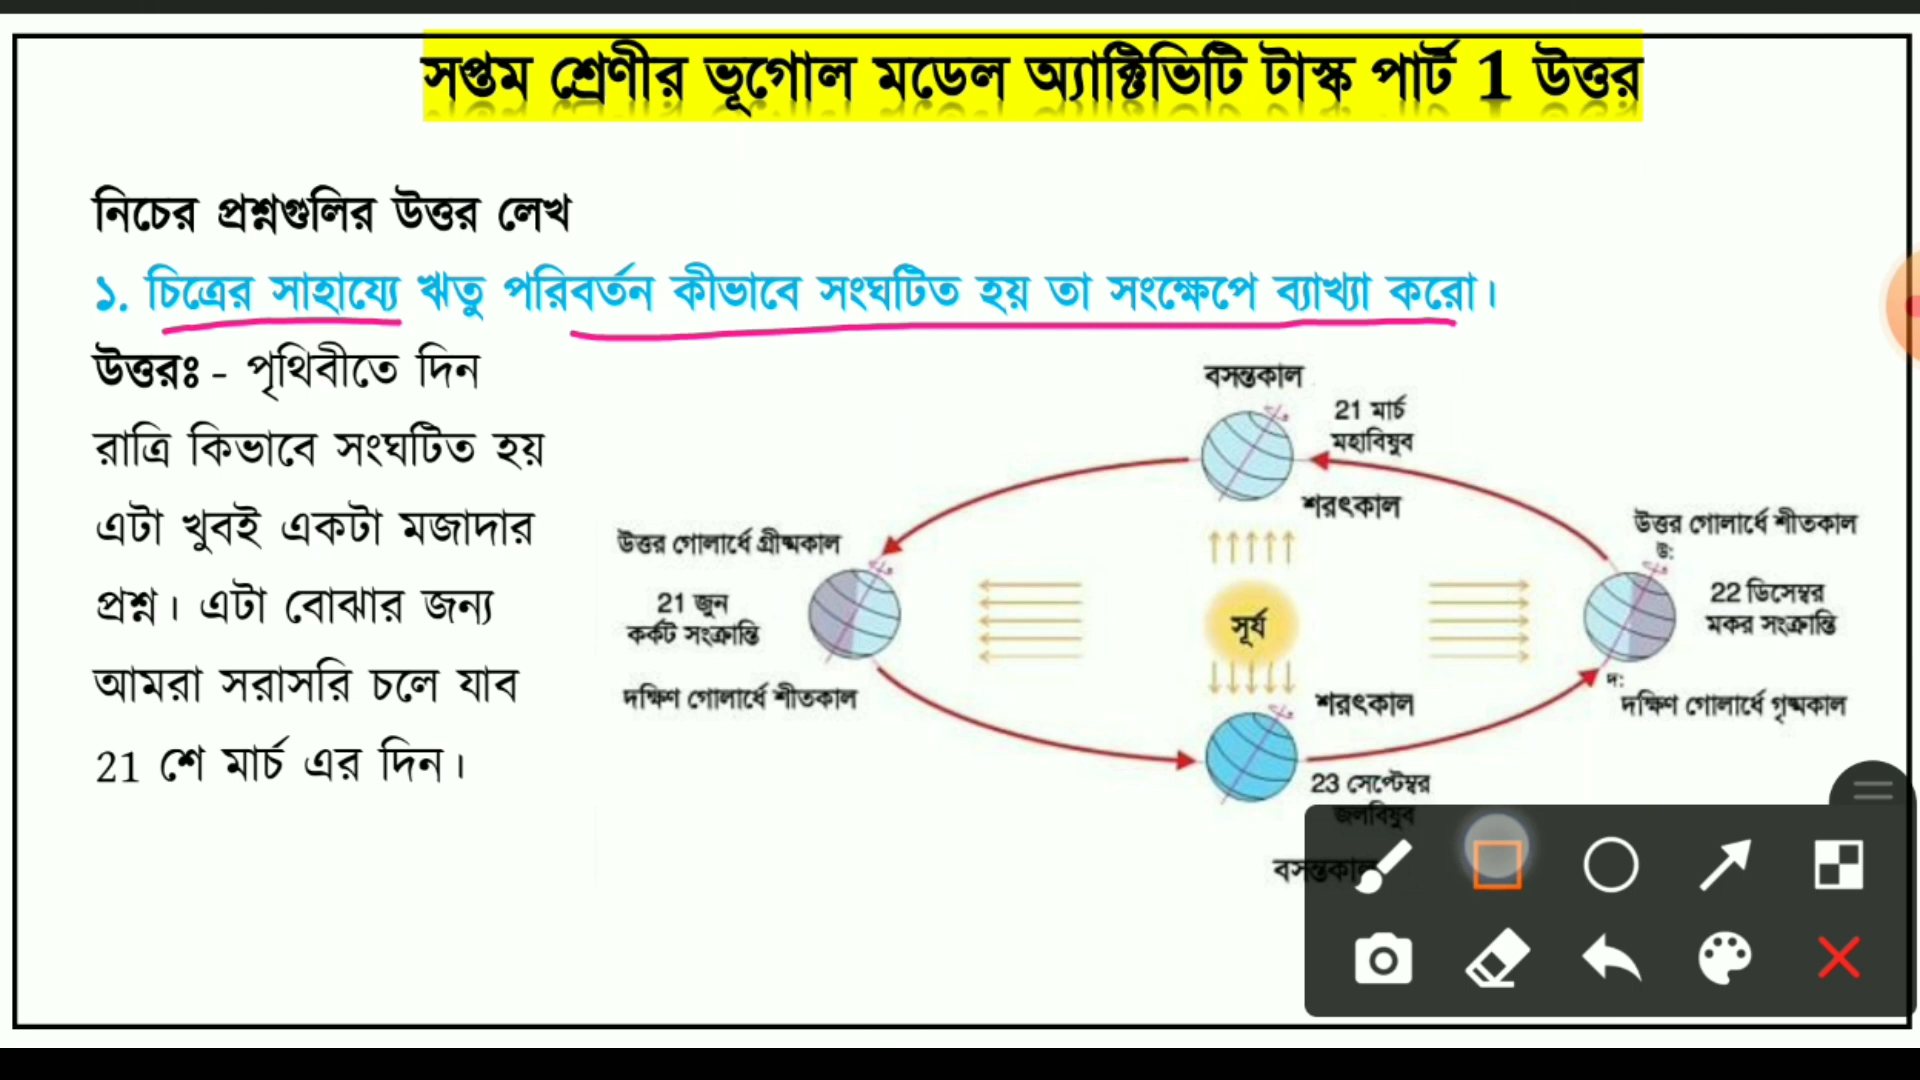 সপ্তম শ্রেণীর ভূগোল মডেল অ্যাক্টিভিটি টাস্ক পার্ট 1 উত্তর
নিচের প্রশ্নগুলির উত্তর লেখ
১. চিত্রের সাহায্যে ঋতু পরিবর্তন কীভাবে সংঘটিত হয় তা সংক্ষেপে ব্যাখ্যা করো।
উত্তরঃ - পৃথিবীতে দিন
রাত্রি কিভাবে সংঘটিত হয়
এটা খুবই একটা মজাদার
প্রশ্ন। এটা বোঝার জন্য
আমরা সরাসরি চলে যাব
21 শে মার্চ এর দিন।
বসন্তকাল
21 মার্চ
মহাবিষুব
শরৎকাল
উত্তর গোলার্ধে গ্রীষ্মকাল
21 জুন
কর্কট সংক্রান্তি
দক্ষিণ গোলার্ধে শীতকাল
সূর্য
উত্তর গোলার্ধে শীতকাল
উ:
22 ডিসেম্বর
মকর সংক্রান্তি
দ:
দক্ষিণ গোলার্ধে গৃষ্মকাল
শরৎকাল
23 সেপ্টেম্বর
জলবিষুব
বসন্তকাল